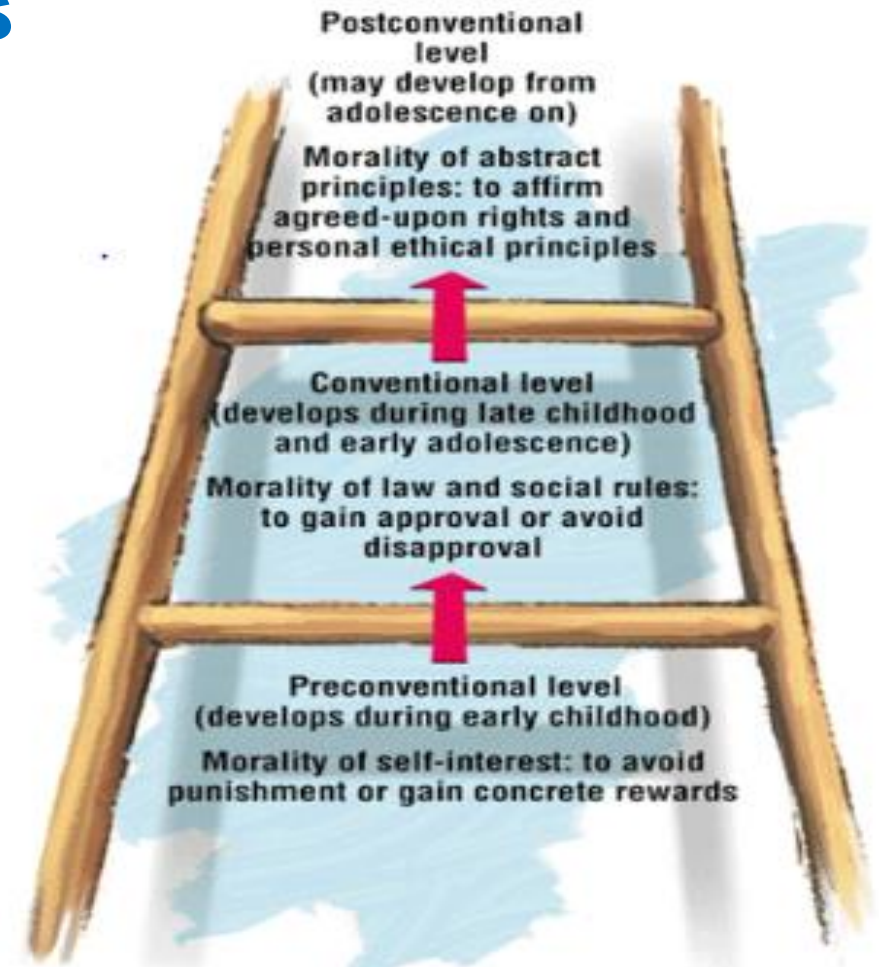 s
Postconventional
level
(may develop from
adolescence on)
Morality of abstract
principles: to affirm
agreed-upon rights and
personal ethical principles
Conventional level
(develops during late childhood
and early adolescence)
Morality of law and social rules:
to gain approval or avoid
disapproval
Preconventional level
(develops during early childhood)
Morality of self-interest: to avoid
punishment or gain concrete rewards